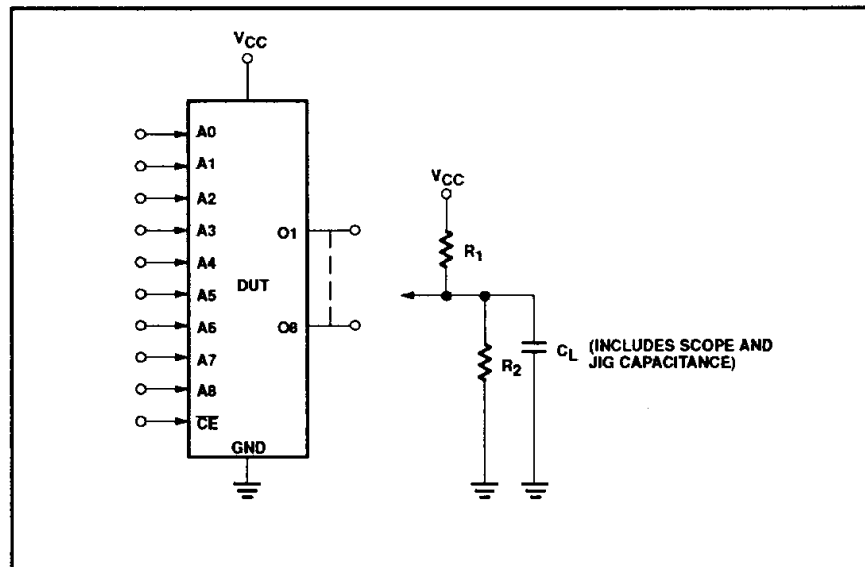 VCC
A0
A1
A2
A3
A4
A5
A6
A7
A8
CE
O1
DUT
O8
GND
VCC
R1
R2
CL (INCLUDES SCOPE AND
JIG CAPACITANCE)